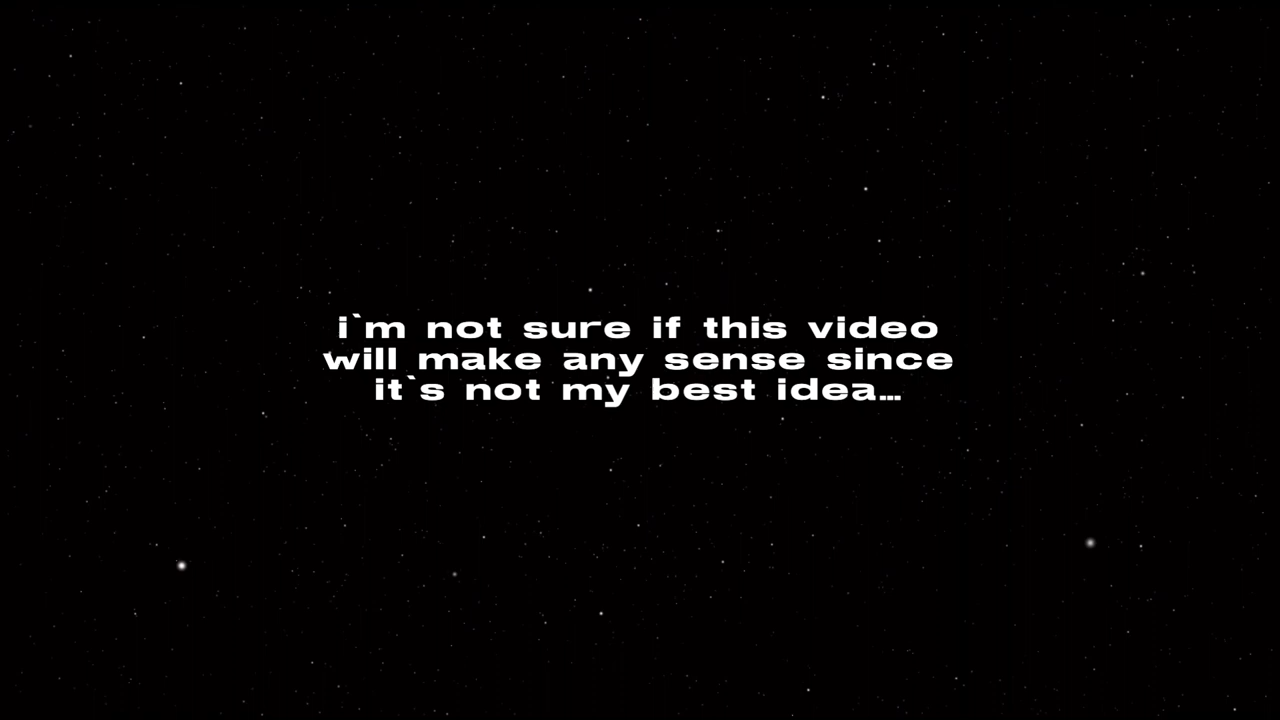 i`m not sure if this video
will make any sense since
it`s not my best idea...